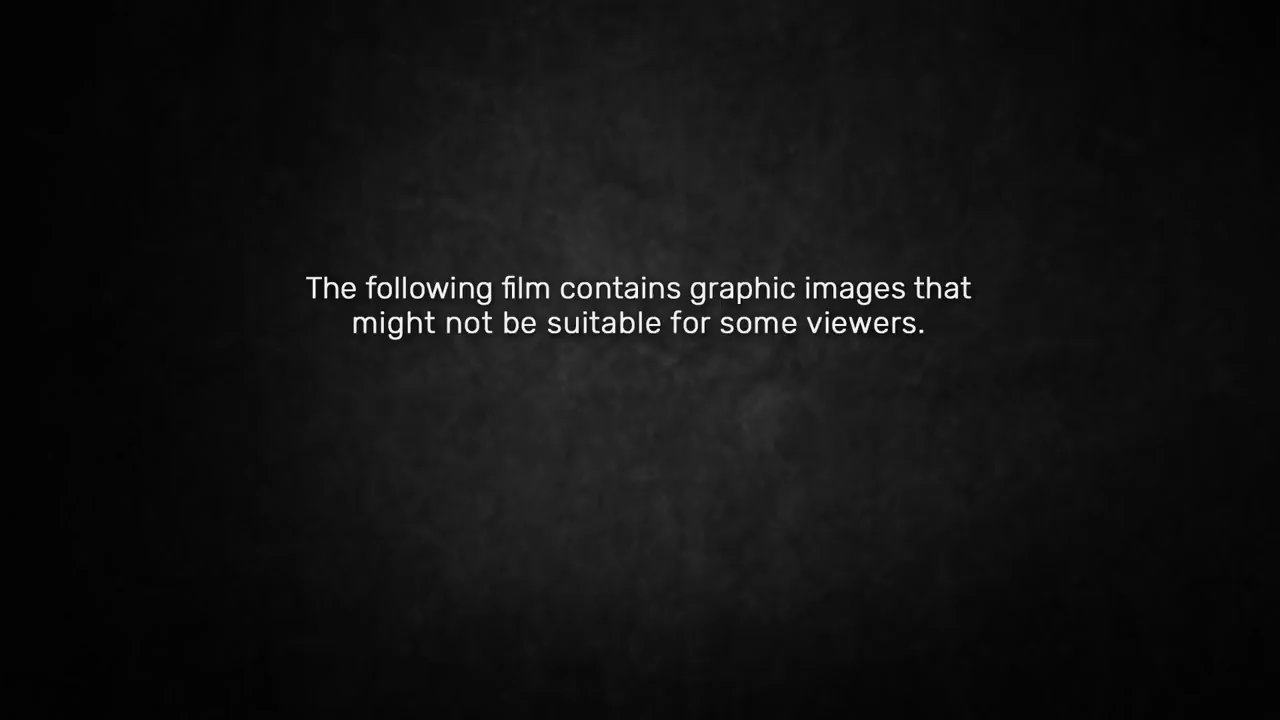 The following film contains graphic images that
might not be suitable for some viewers.